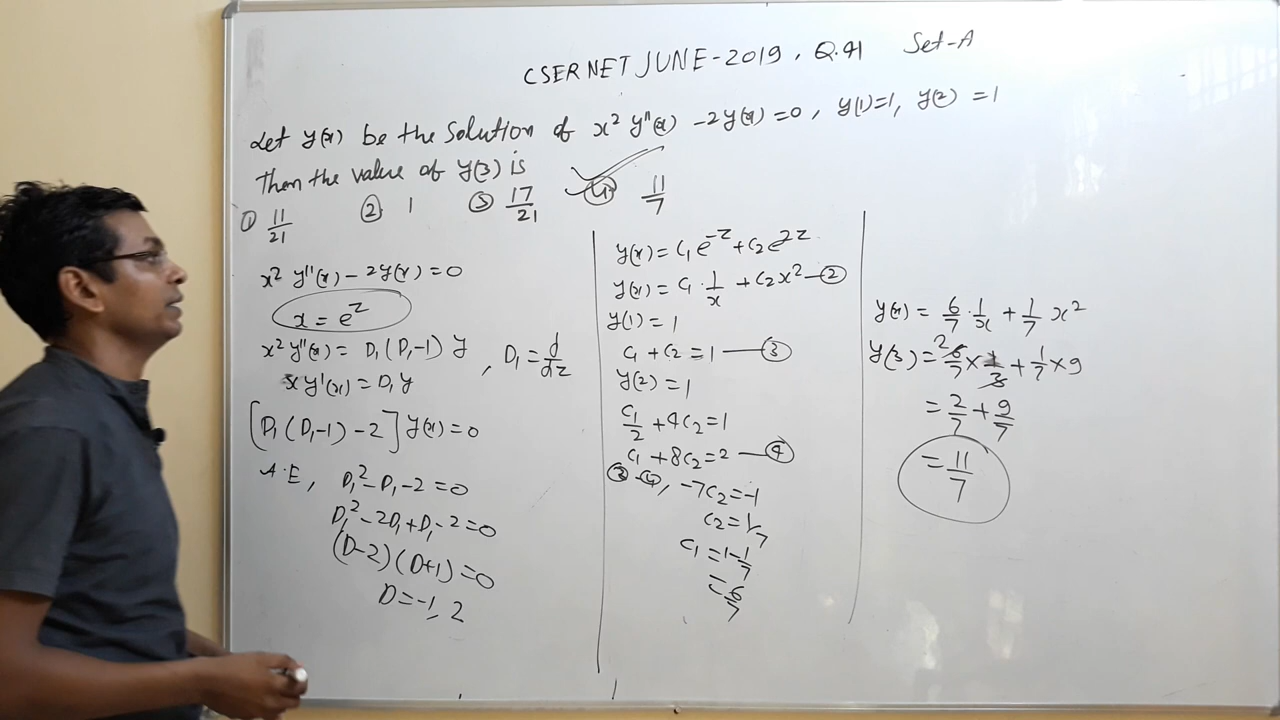 CSER NET JUNE-2019, Q.41 Set-A
Let y(x) be the solution of x² y''(x) -2y(x)=0, y(1)=1, y(2)=1
Then the value of y(3) is
① 11/21 ② 1 ③ 17/21 ④ 11/7
x² y''(x) - 2y(x) = 0
x = e^z
x² y''(x) = D₁(D₁-1) y, D₁ = d/dz
x y'(x) = D₁ y
[D₁(D₁-1) -2] y(x) = 0
A.E, D₁² - D₁ - 2 = 0
D₁² - 2D₁ + D₁ - 2 = 0
(D-2)(D+1) = 0
D = -1, 2
y(x) = c₁ e^-z + c₂ e^2z
y(x) = c₁ · 1/x + c₂ x² — ②
y(1) = 1
c₁ + c₂ = 1 — ③
y(2) = 1
c₁/2 + 4c₂ = 1
c₁ + 8c₂ = 2 — ④
③-④, -7c₂ = -1
c₂ = 1/7
c₁ = 1 - 1/7
= 6/7
y(x) = 6/7 · 1/x + 1/7 x²
y(3) = 2 6/7 × 1/3 + 1/7 × 9
= 2/7 + 9/7
= 11/7